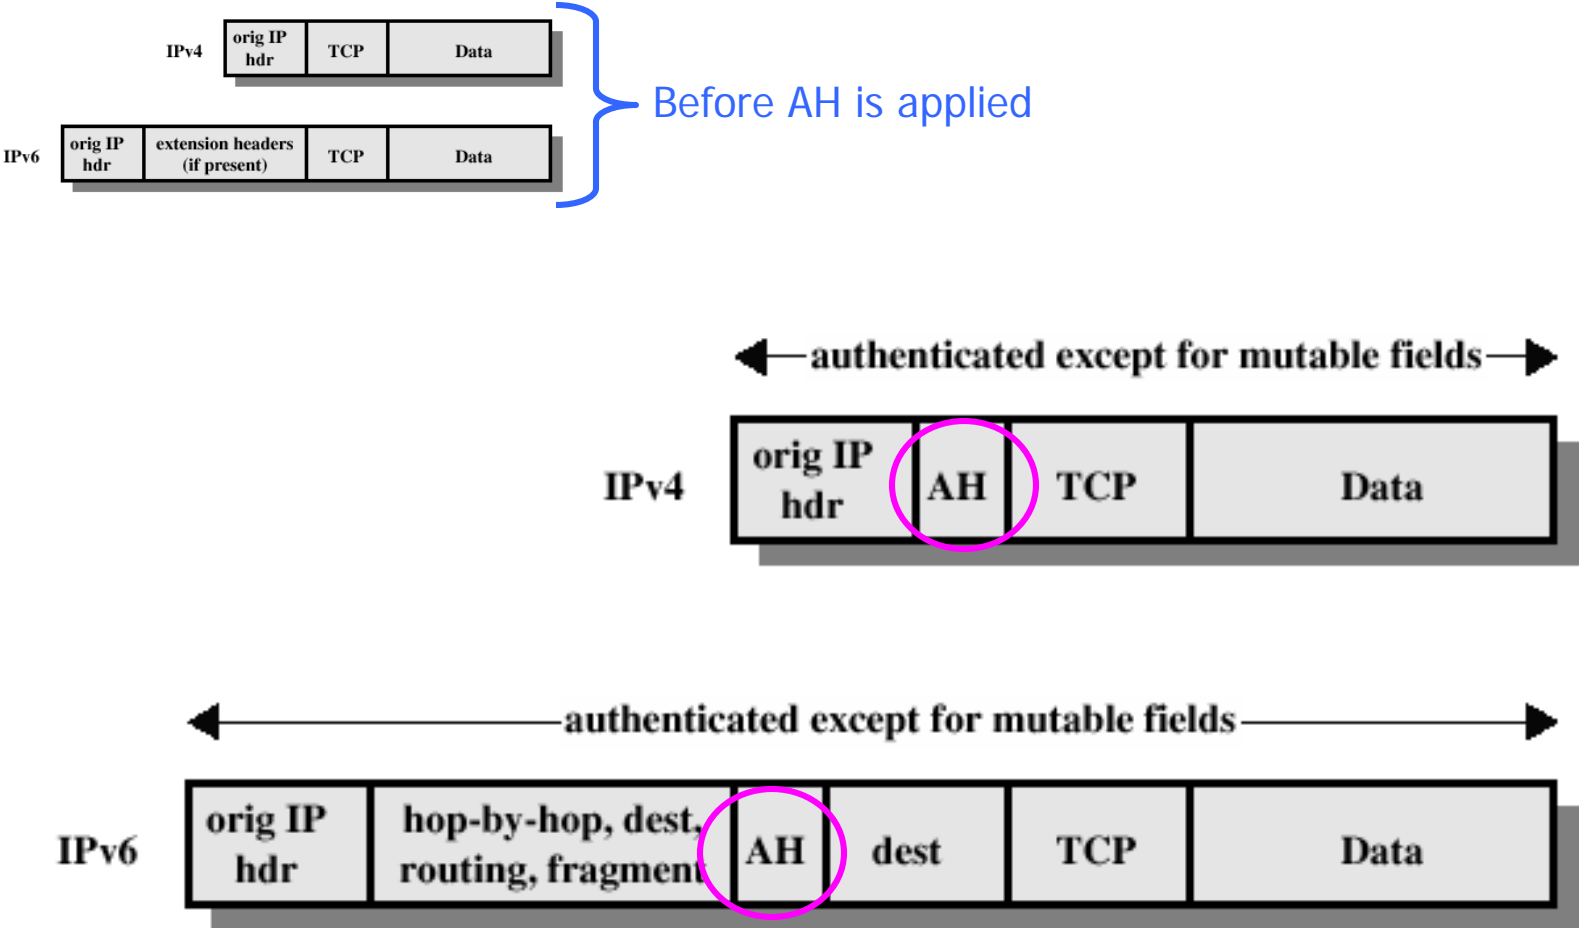 IPv4
orig IP
hdr
TCP
Data
Before AH is applied
IPv6
orig IP
hdr
extension headers
(if present)
TCP
Data
authenticated except for mutable fields
IPv4
orig IP
hdr
AH
TCP
Data
authenticated except for mutable fields
IPv6
orig IP
hdr
hop-by-hop, dest,
routing, fragment
AH
dest
TCP
Data